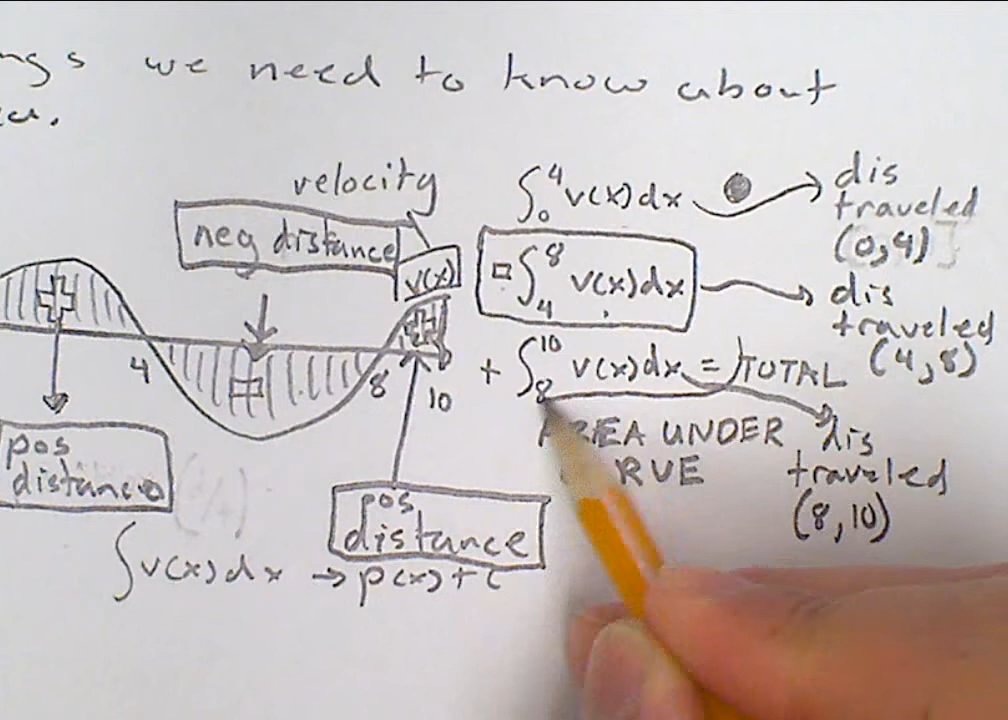 we need to know about
velocity
neg distance
v(x)
∫₀⁴ v(x)dx
dis
traveled
(0,4)
-∫₄⁸ v(x)dx
dis
traveled
(4,8)
+ ∫₈¹⁰ v(x)dx = TOTAL
AREA UNDER
dis
traveled
(8,10)
+
-
+
4
8
10
pos
distance
pos
distance
∫v(x)dx → p(x)+c